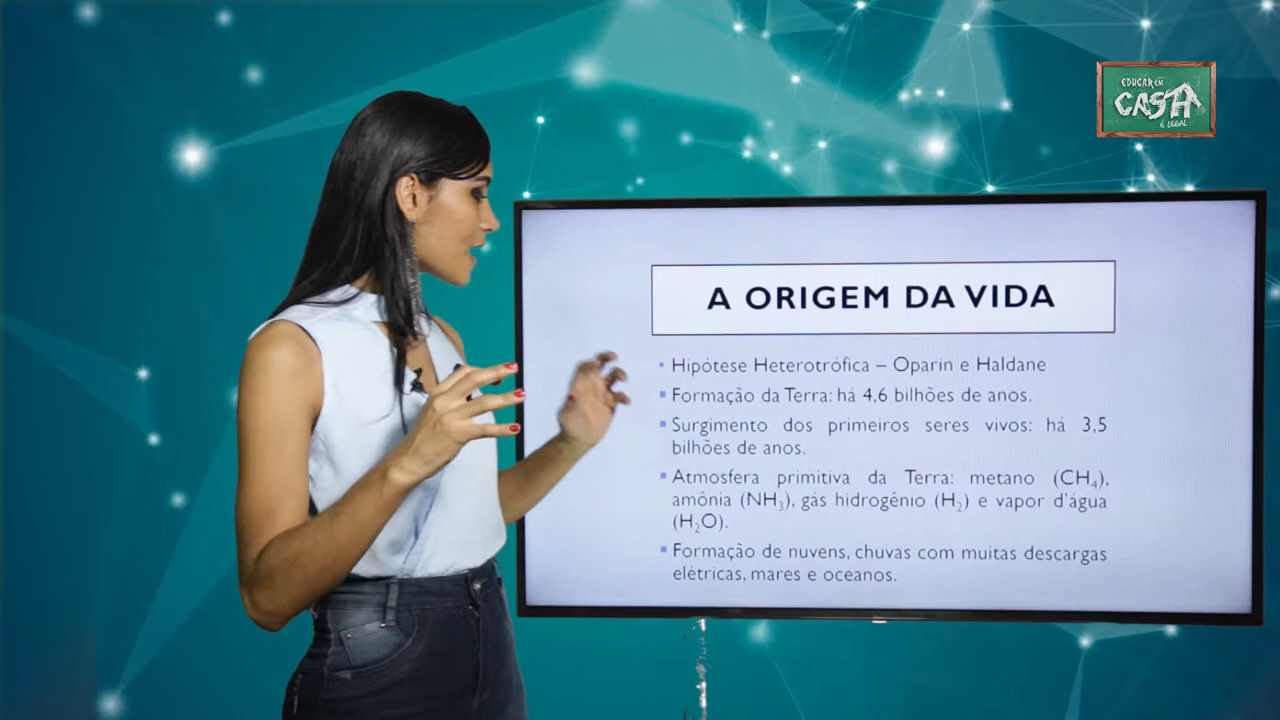 EDUCAR EM
CASA
É LEGAL
A ORIGEM DA VIDA
• Hipótese Heterotrófica – Oparin e Haldane
▪ Formação da Terra: há 4,6 bilhões de anos.
▪ Surgimento dos primeiros seres vivos: há 3,5
bilhões de anos.
▪ Atmosfera primitiva da Terra: metano (CH₄),
amônia (NH₃), gás hidrogênio (H₂) e vapor d'água
(H₂O).
▪ Formação de nuvens, chuvas com muitas descargas
elétricas, mares e oceanos.